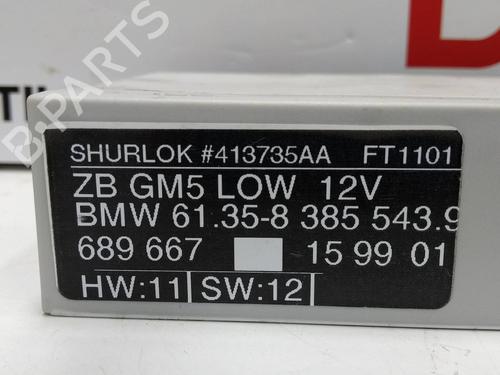 B-PARTS
SHURLOK #413735AA FT1101
ZB GM5 LOW 12V
BMW 61.35-8 385 543.9
689 667 15 99 01
HW:11 SW:12